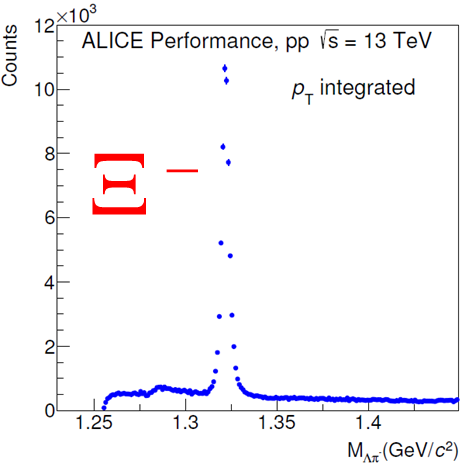 ×10³
12
ALICE Performance, pp √s = 13 TeV
p_T integrated
Counts
10
8
Ξ⁻
6
4
2
0
1.25 1.3 1.35 1.4
M_Λπ⁻(GeV/c²)